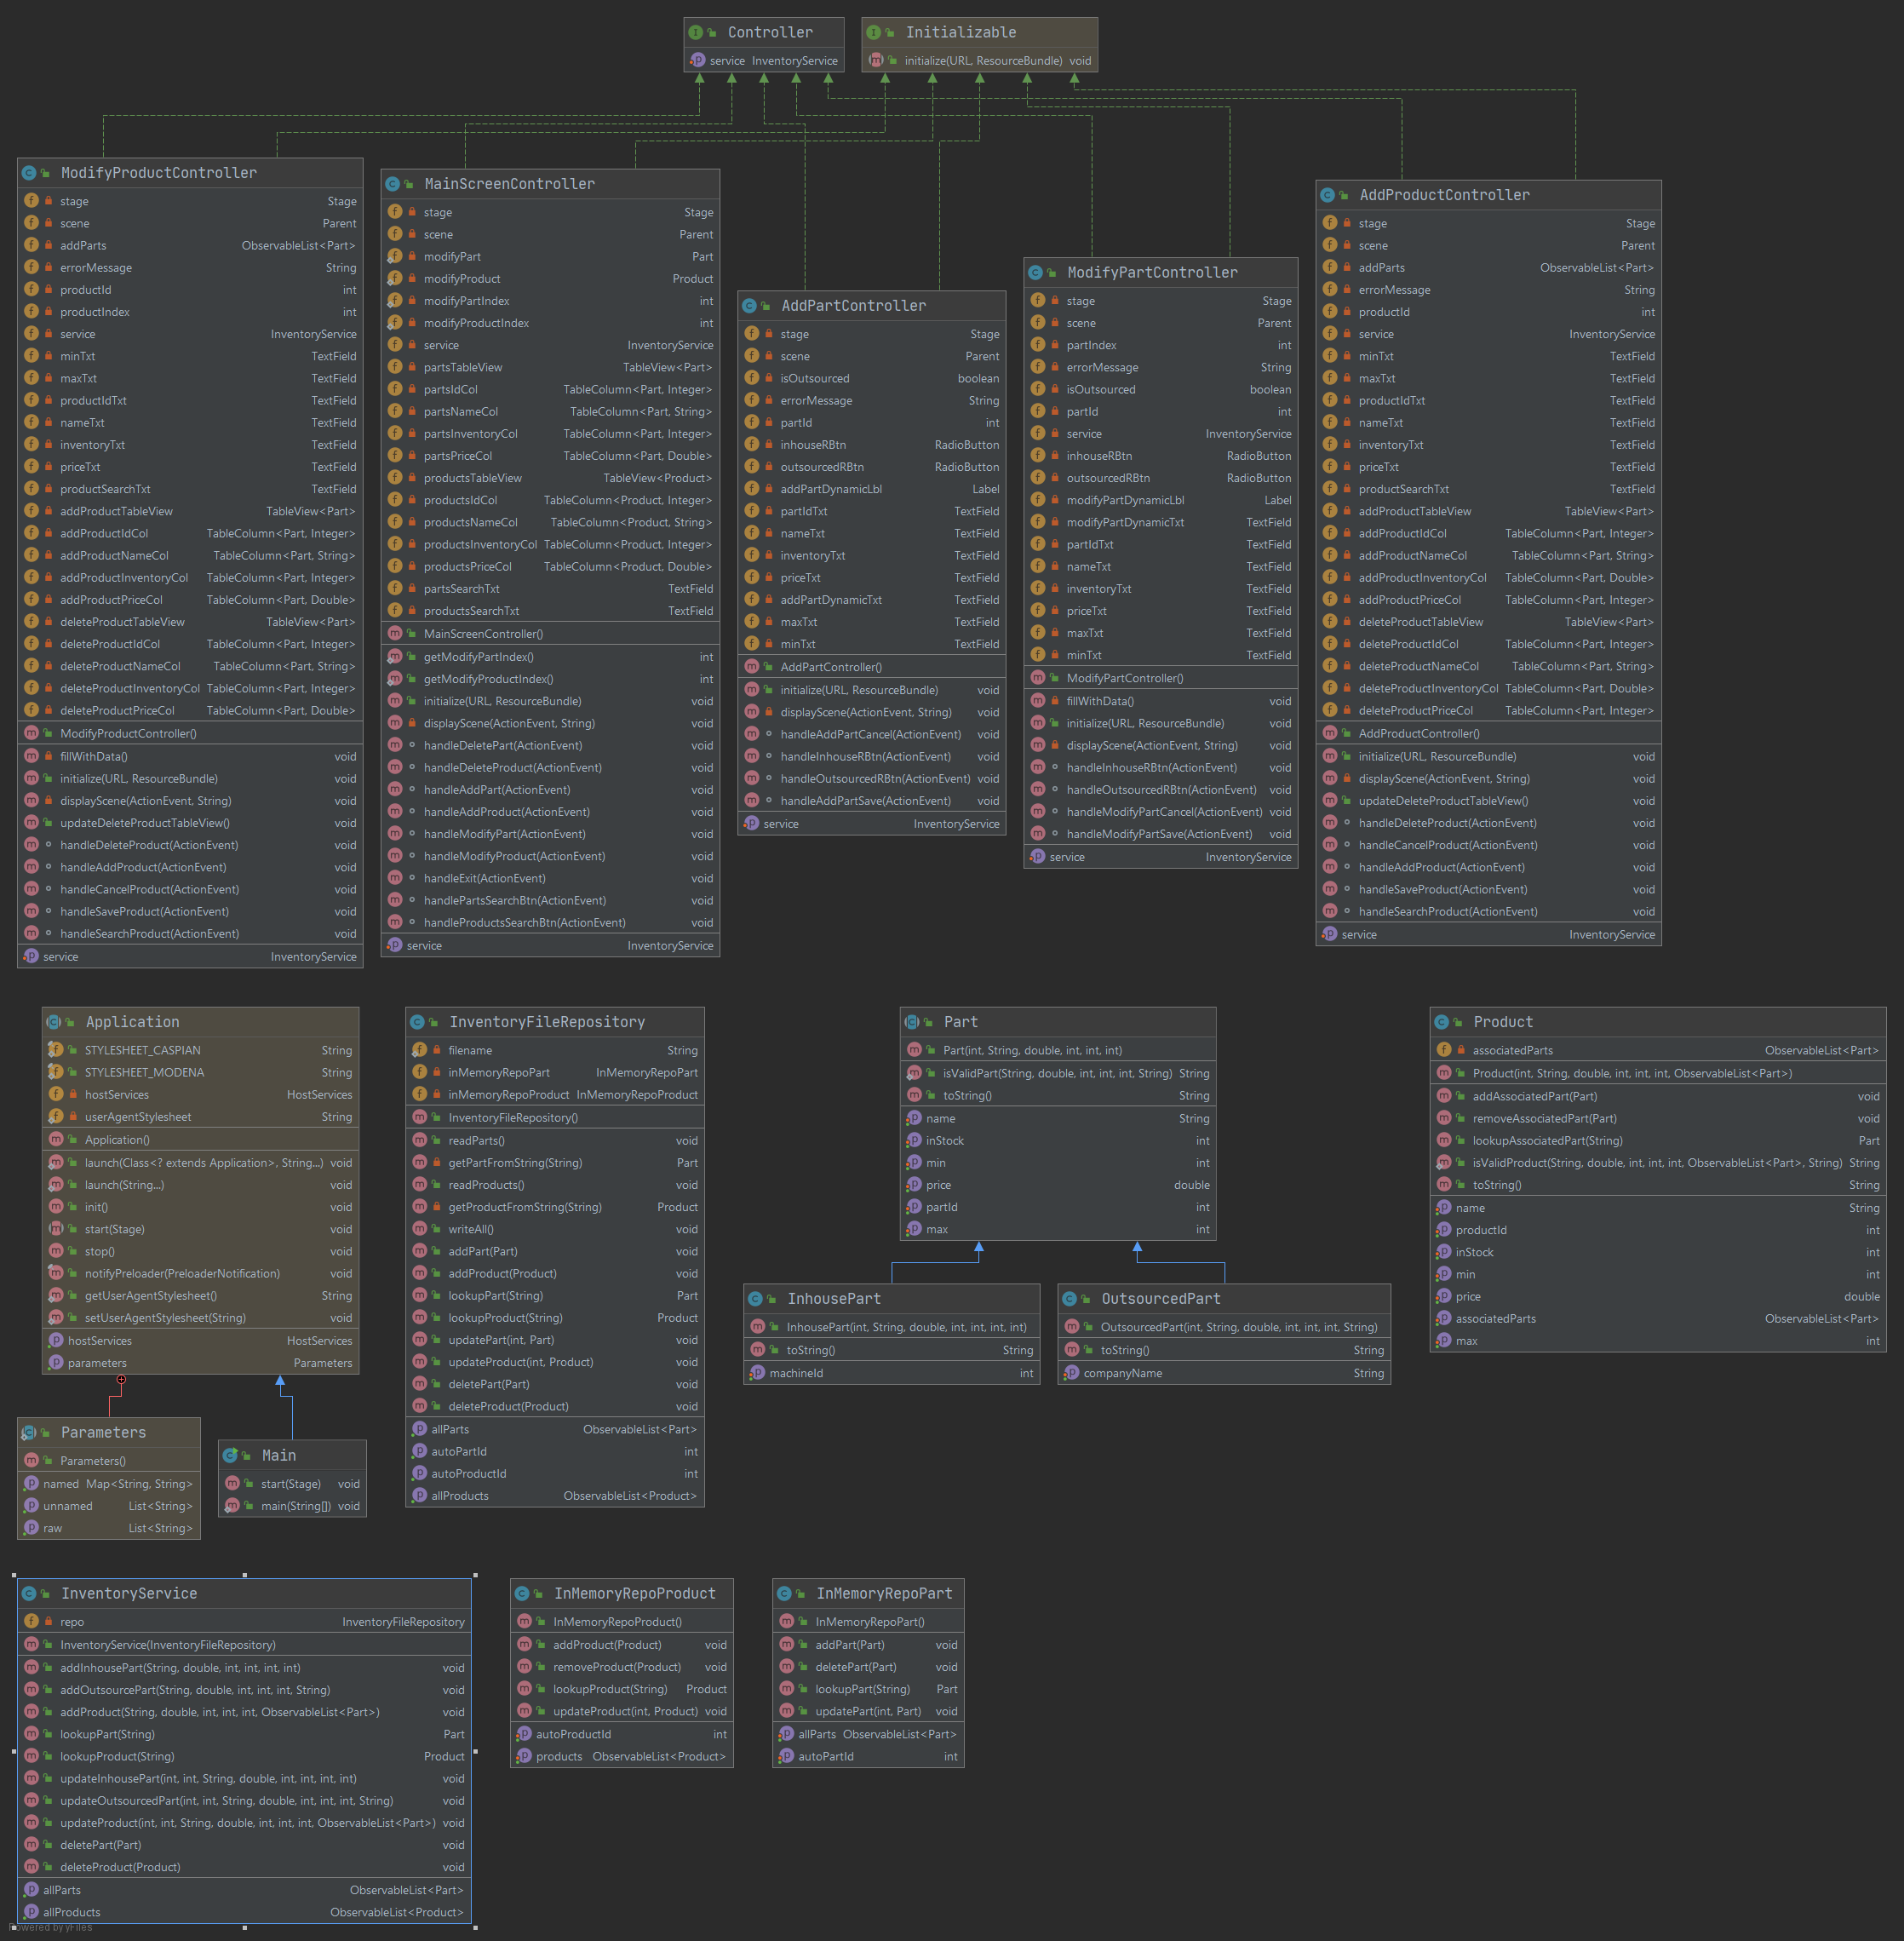 Controller
service InventoryService
Initializable
initialize(URL, ResourceBundle) void
ModifyProductController
stage Stage
scene Parent
addParts ObservableList<Part>
errorMessage String
productId int
productIndex int
service InventoryService
minTxt TextField
maxTxt TextField
productIdTxt TextField
nameTxt TextField
inventoryTxt TextField
priceTxt TextField
productSearchTxt TextField
addProductTableView TableView<Part>
addProductIdCol TableColumn<Part, Integer>
addProductNameCol TableColumn<Part, String>
addProductInventoryCol TableColumn<Part, Integer>
addProductPriceCol TableColumn<Part, Double>
deleteProductTableView TableView<Part>
deleteProductIdCol TableColumn<Part, Integer>
deleteProductNameCol TableColumn<Part, String>
deleteProductInventoryCol TableColumn<Part, Integer>
deleteProductPriceCol TableColumn<Part, Double>
ModifyProductController()
fillWithData() void
initialize(URL, ResourceBundle) void
displayScene(ActionEvent, String) void
updateDeleteProductTableView() void
handleDeleteProduct(ActionEvent) void
handleAddProduct(ActionEvent) void
handleCancelProduct(ActionEvent) void
handleSaveProduct(ActionEvent) void
handleSearchProduct(ActionEvent) void
service InventoryService
MainScreenController
stage Stage
scene Parent
modifyPart Part
modifyProduct Product
modifyPartIndex int
modifyProductIndex int
service InventoryService
partsTableView TableView<Part>
partsIdCol TableColumn<Part, Integer>
partsNameCol TableColumn<Part, String>
partsInventoryCol TableColumn<Part, Integer>
partsPriceCol TableColumn<Part, Double>
productsTableView TableView<Product>
productsIdCol TableColumn<Product, Integer>
productsNameCol TableColumn<Product, String>
productsInventoryCol TableColumn<Product, Integer>
productsPriceCol TableColumn<Product, Double>
partsSearchTxt TextField
productsSearchTxt TextField
MainScreenController()
getModifyPartIndex() int
getModifyProductIndex() int
initialize(URL, ResourceBundle) void
displayScene(ActionEvent, String) void
handleDeletePart(ActionEvent) void
handleDeleteProduct(ActionEvent) void
handleAddPart(ActionEvent) void
handleAddProduct(ActionEvent) void
handleModifyPart(ActionEvent) void
handleModifyProduct(ActionEvent) void
handleExit(ActionEvent) void
handlePartsSearchBtn(ActionEvent) void
handleProductsSearchBtn(ActionEvent) void
service InventoryService
AddPartController
stage Stage
scene Parent
isOutsourced boolean
errorMessage String
partId int
inhouseRBtn RadioButton
outsourcedRBtn RadioButton
addPartDynamicLbl Label
partIdTxt TextField
nameTxt TextField
inventoryTxt TextField
priceTxt TextField
addPartDynamicTxt TextField
maxTxt TextField
minTxt TextField
AddPartController()
initialize(URL, ResourceBundle) void
displayScene(ActionEvent, String) void
handleAddPartCancel(ActionEvent) void
handleInhouseRBtn(ActionEvent) void
handleOutsourcedRBtn(ActionEvent) void
handleAddPartSave(ActionEvent) void
service InventoryService
ModifyPartController
stage Stage
scene Parent
partIndex int
errorMessage String
isOutsourced boolean
partId int
service InventoryService
inhouseRBtn RadioButton
outsourcedRBtn RadioButton
modifyPartDynamicLbl Label
modifyPartDynamicTxt TextField
partIdTxt TextField
nameTxt TextField
inventoryTxt TextField
priceTxt TextField
maxTxt TextField
minTxt TextField
ModifyPartController()
fillWithData() void
initialize(URL, ResourceBundle) void
displayScene(ActionEvent, String) void
handleInhouseRBtn(ActionEvent) void
handleOutsourcedRBtn(ActionEvent) void
handleModifyPartCancel(ActionEvent) void
handleModifyPartSave(ActionEvent) void
service InventoryService
AddProductController
stage Stage
scene Parent
addParts ObservableList<Part>
errorMessage String
productId int
service InventoryService
minTxt TextField
maxTxt TextField
productIdTxt TextField
nameTxt TextField
inventoryTxt TextField
priceTxt TextField
productSearchTxt TextField
addProductTableView TableView<Part>
addProductIdCol TableColumn<Part, Integer>
addProductNameCol TableColumn<Part, String>
addProductInventoryCol TableColumn<Part, Double>
addProductPriceCol TableColumn<Part, Integer>
deleteProductTableView TableView<Part>
deleteProductIdCol TableColumn<Part, Integer>
deleteProductNameCol TableColumn<Part, String>
deleteProductInventoryCol TableColumn<Part, Double>
deleteProductPriceCol TableColumn<Part, Integer>
AddProductController()
initialize(URL, ResourceBundle) void
displayScene(ActionEvent, String) void
updateDeleteProductTableView() void
handleDeleteProduct(ActionEvent) void
handleCancelProduct(ActionEvent) void
handleAddProduct(ActionEvent) void
handleSaveProduct(ActionEvent) void
handleSearchProduct(ActionEvent) void
service InventoryService
Application
STYLESHEET_CASPIAN String
STYLESHEET_MODENA String
hostServices HostServices
userAgentStylesheet String
Application()
launch(Class<? extends Application>, String...) void
launch(String...) void
init() void
start(Stage) void
stop() void
notifyPreloader(PreloaderNotification) void
getUserAgentStylesheet() String
setUserAgentStylesheet(String) void
hostServices HostServices
parameters Parameters
Parameters
Parameters()
named Map<String, String>
unnamed List<String>
raw List<String>
Main
start(Stage) void
main(String[]) void
InventoryFileRepository
filename String
inMemoryRepoPart InMemoryRepoPart
inMemoryRepoProduct InMemoryRepoProduct
InventoryFileRepository()
readParts() void
getPartFromString(String) Part
readProducts() void
getProductFromString(String) Product
writeAll() void
addPart(Part) void
addProduct(Product) void
lookupPart(String) Part
lookupProduct(String) Product
updatePart(int, Part) void
updateProduct(int, Product) void
deletePart(Part) void
deleteProduct(Product) void
allParts ObservableList<Part>
autoPartId int
autoProductId int
allProducts ObservableList<Product>
Part
Part(int, String, double, int, int, int)
isValidPart(String, double, int, int, int, String) String
toString() String
name String
inStock int
min int
price double
partId int
max int
InhousePart
InhousePart(int, String, double, int, int, int, int)
toString() String
machineId int
OutsourcedPart
OutsourcedPart(int, String, double, int, int, int, String)
toString() String
companyName String
Product
associatedParts ObservableList<Part>
Product(int, String, double, int, int, int, ObservableList<Part>)
addAssociatedPart(Part) void
removeAssociatedPart(Part) void
lookupAssociatedPart(String) Part
isValidProduct(String, double, int, int, int, ObservableList<Part>, String) String
toString() String
name String
productId int
inStock int
min int
price double
associatedParts ObservableList<Part>
max int
InventoryService
repo InventoryFileRepository
InventoryService(InventoryFileRepository)
addInhousePart(String, double, int, int, int, int) void
addOutsourcePart(String, double, int, int, int, String) void
addProduct(String, double, int, int, int, ObservableList<Part>) void
lookupPart(String) Part
lookupProduct(String) Product
updateInhousePart(int, int, String, double, int, int, int, int) void
updateOutsourcedPart(int, int, String, double, int, int, int, String) void
updateProduct(int, int, String, double, int, int, int, ObservableList<Part>) void
deletePart(Part) void
deleteProduct(Product) void
allParts ObservableList<Part>
allProducts ObservableList<Product>
Powered by yFiles
InMemoryRepoProduct
InMemoryRepoProduct()
addProduct(Product) void
removeProduct(Product) void
lookupProduct(String) Product
updateProduct(int, Product) void
autoProductId int
products ObservableList<Product>
InMemoryRepoPart
InMemoryRepoPart()
addPart(Part) void
deletePart(Part) void
lookupPart(String) Part
updatePart(int, Part) void
allParts ObservableList<Part>
autoPartId int